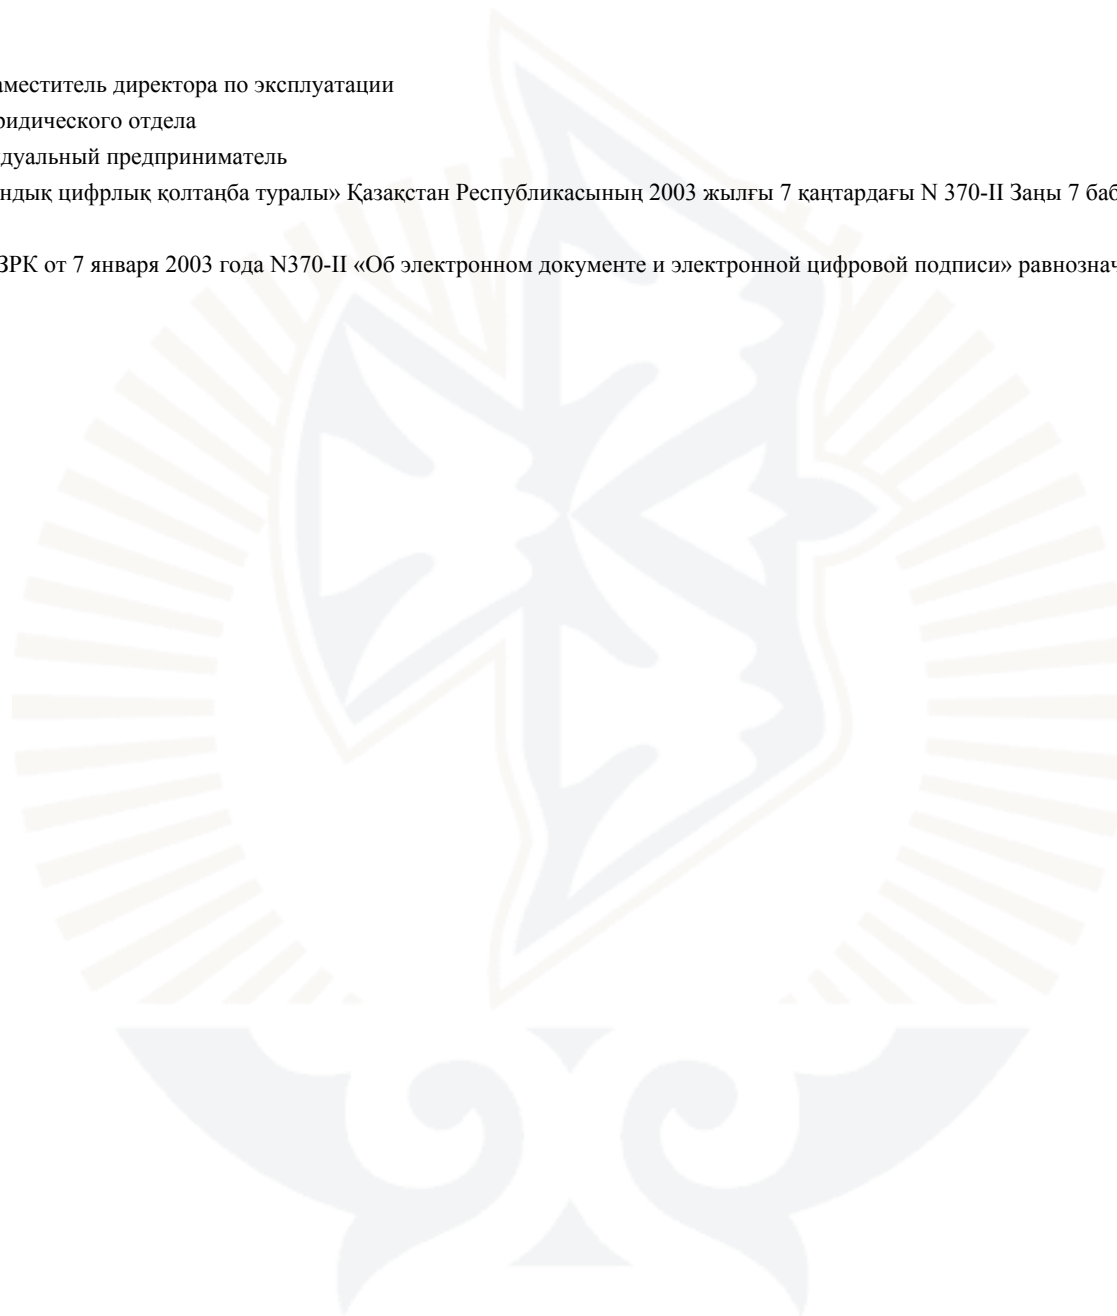 аместитель директора по эксплуатации
ридического отдела
дуальный предприниматель
ндық цифрлық қолтаңба туралы» Қазақстан Республикасының 2003 жылғы 7 қаңтардағы N 370-II Заңы 7 баб
ЗРК от 7 января 2003 года N370-II «Об электронном документе и электронной цифровой подписи» равнознач